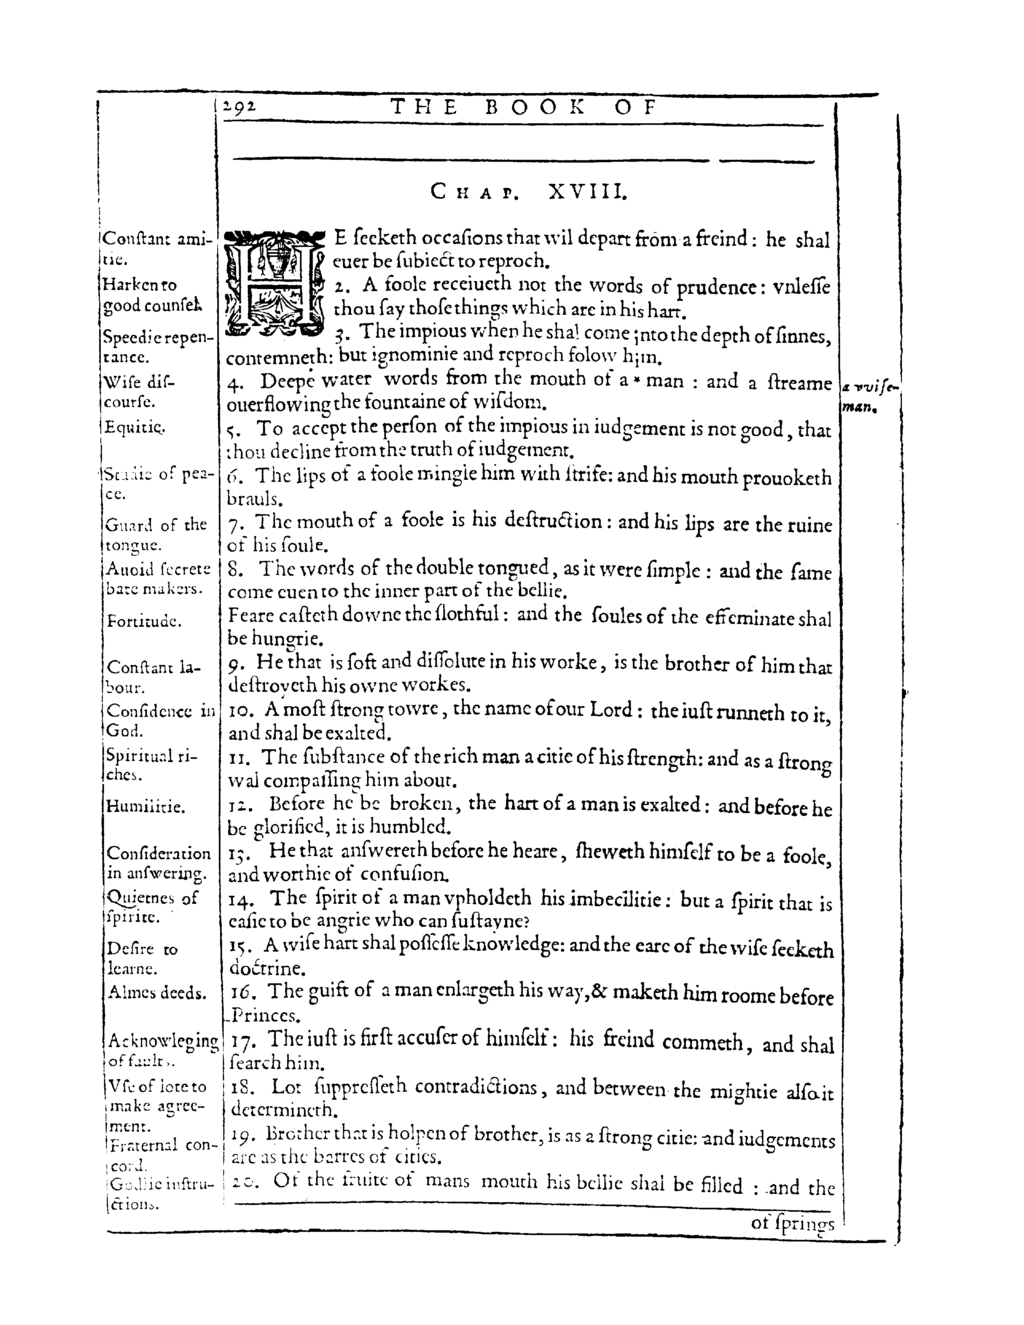 292 THE BOOK OF
CHAP. XVIII.
Conſtant ami-
tie.
Harken to
good counſel.
Speedie repen-
tance.
Wiſe diſ-
courſe.
Equitie.
Studie of pea-
ce.
Guard of the
tongue.
Auoid ſecrete
bate makers.
Fortitude.
Conſtant la-
bour.
Confidence in
God.
Spiritual ri-
ches.
Humilitie.
Conſideration
in anſwering.
Quietnes of
ſpirite.
Deſire to
learne.
Almes deeds.
Acknowleging
of faults.
Vſe of lote to
make agree-
ment.
Fraternal con-
cord.
Godlie inſtru-
ctions.
HE ſeeketh occaſions that wil depart from a freind: he shal
euer be ſubiect to reproch.
2. A foole receiueth not the words of prudence: vnleſſe
thou ſay thoſe things which are in his hart.
3. The impious when he shal come jnto the depth of ſinnes,
contemneth: but ignominie and reproch folow hjm.
4. Deepe water words from the mouth of a * man : and a ſtreame
ouerflowing the fountaine of wiſdom.
5. To accept the perſon of the impious in iudgement is not good, that
thou decline from the truth of iudgement.
6. The lips of a foole mingle him with ſtrife: and his mouth prouoketh
brauls.
7. The mouth of a foole is his deſtruction: and his lips are the ruine
of his ſoule.
8. The words of the double tongued, as it were ſimple : and the ſame
come euen to the inner part of the bellie.
Feare caſteth downe the ſlothful: and the ſoules of the effeminate shal
be hungrie.
9. He that is ſoft and diſſolute in his worke, is the brother of him that
deſtroyeth his owne workes.
10. A moſt ſtrong towre, the name of our Lord: the iuſt runneth to it,
and shal be exalted.
11. The ſubſtance of the rich man a citie of his ſtrength: and as a ſtrong
wal compaſſing him about.
12. Before he be broken, the hart of a man is exalted: and before he
be glorified, it is humbled.
13. He that anſwereth before he heare, ſheweth himſelf to be a foole,
and worthie of confuſion.
14. The ſpirit of a man vpholdeth his imbecilitie: but a ſpirit that is
eaſie to be angrie who can ſuſtayne?
15. A wiſe hart shal poſſeſſe knowledge: and the eare of the wiſe ſeeketh
doctrine.
16. The guift of a man enlargeth his way, & maketh him roome before
Princes.
17. The iuſt is firſt accuſer of himſelf: his freind commeth, and shal
ſearch him.
18. Lot ſuppreſſeth contradictions, and between the mightie alſo it
determineth.
19. Brother that is holpen of brother, is as a ſtrong citie: and iudgements
are as the barres of cities.
20. Of the fruite of mans mouth his bellie shal be filled : and the
of ſprings
a wiſe-
man.